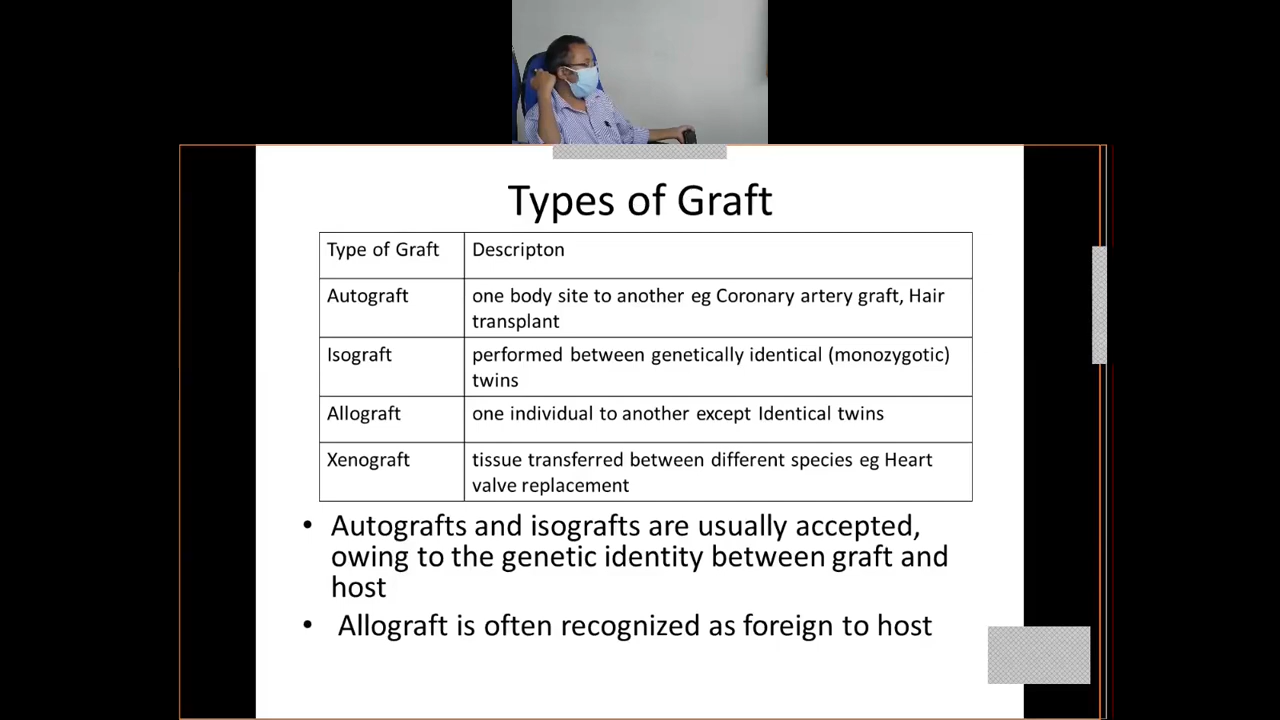 Types of Graft
Type of Graft
Descripton
Autograft
one body site to another eg Coronary artery graft, Hair
transplant
Isograft
performed between genetically identical (monozygotic)
twins
Allograft
one individual to another except Identical twins
Xenograft
tissue transferred between different species eg Heart
valve replacement
• Autografts and isografts are usually accepted,
owing to the genetic identity between graft and
host
• Allograft is often recognized as foreign to host